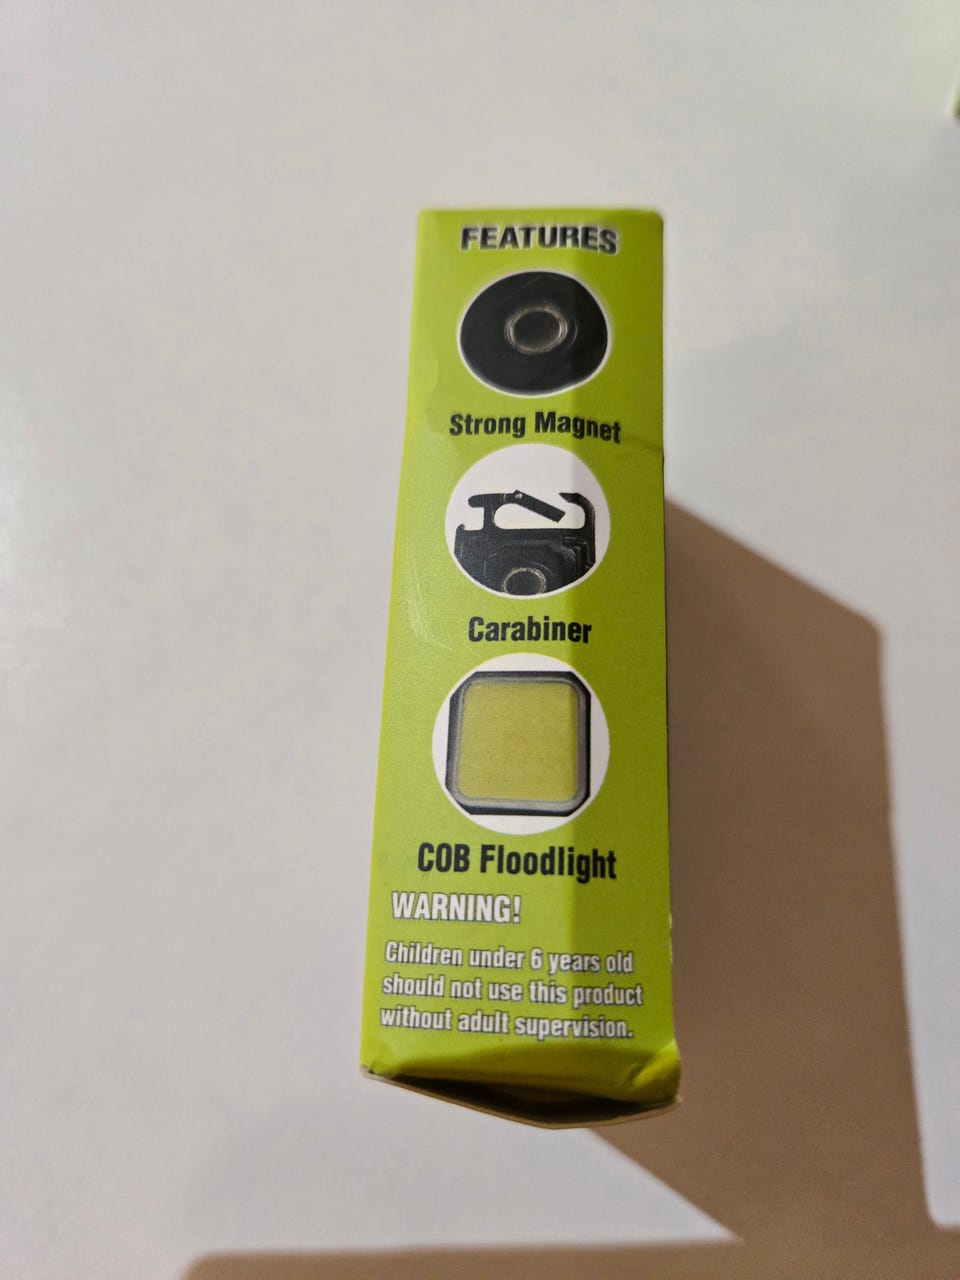 FEATURES
Strong Magnet
Carabiner
COB Floodlight
WARNING!
Children under 6 years old
should not use this product
without adult supervision.